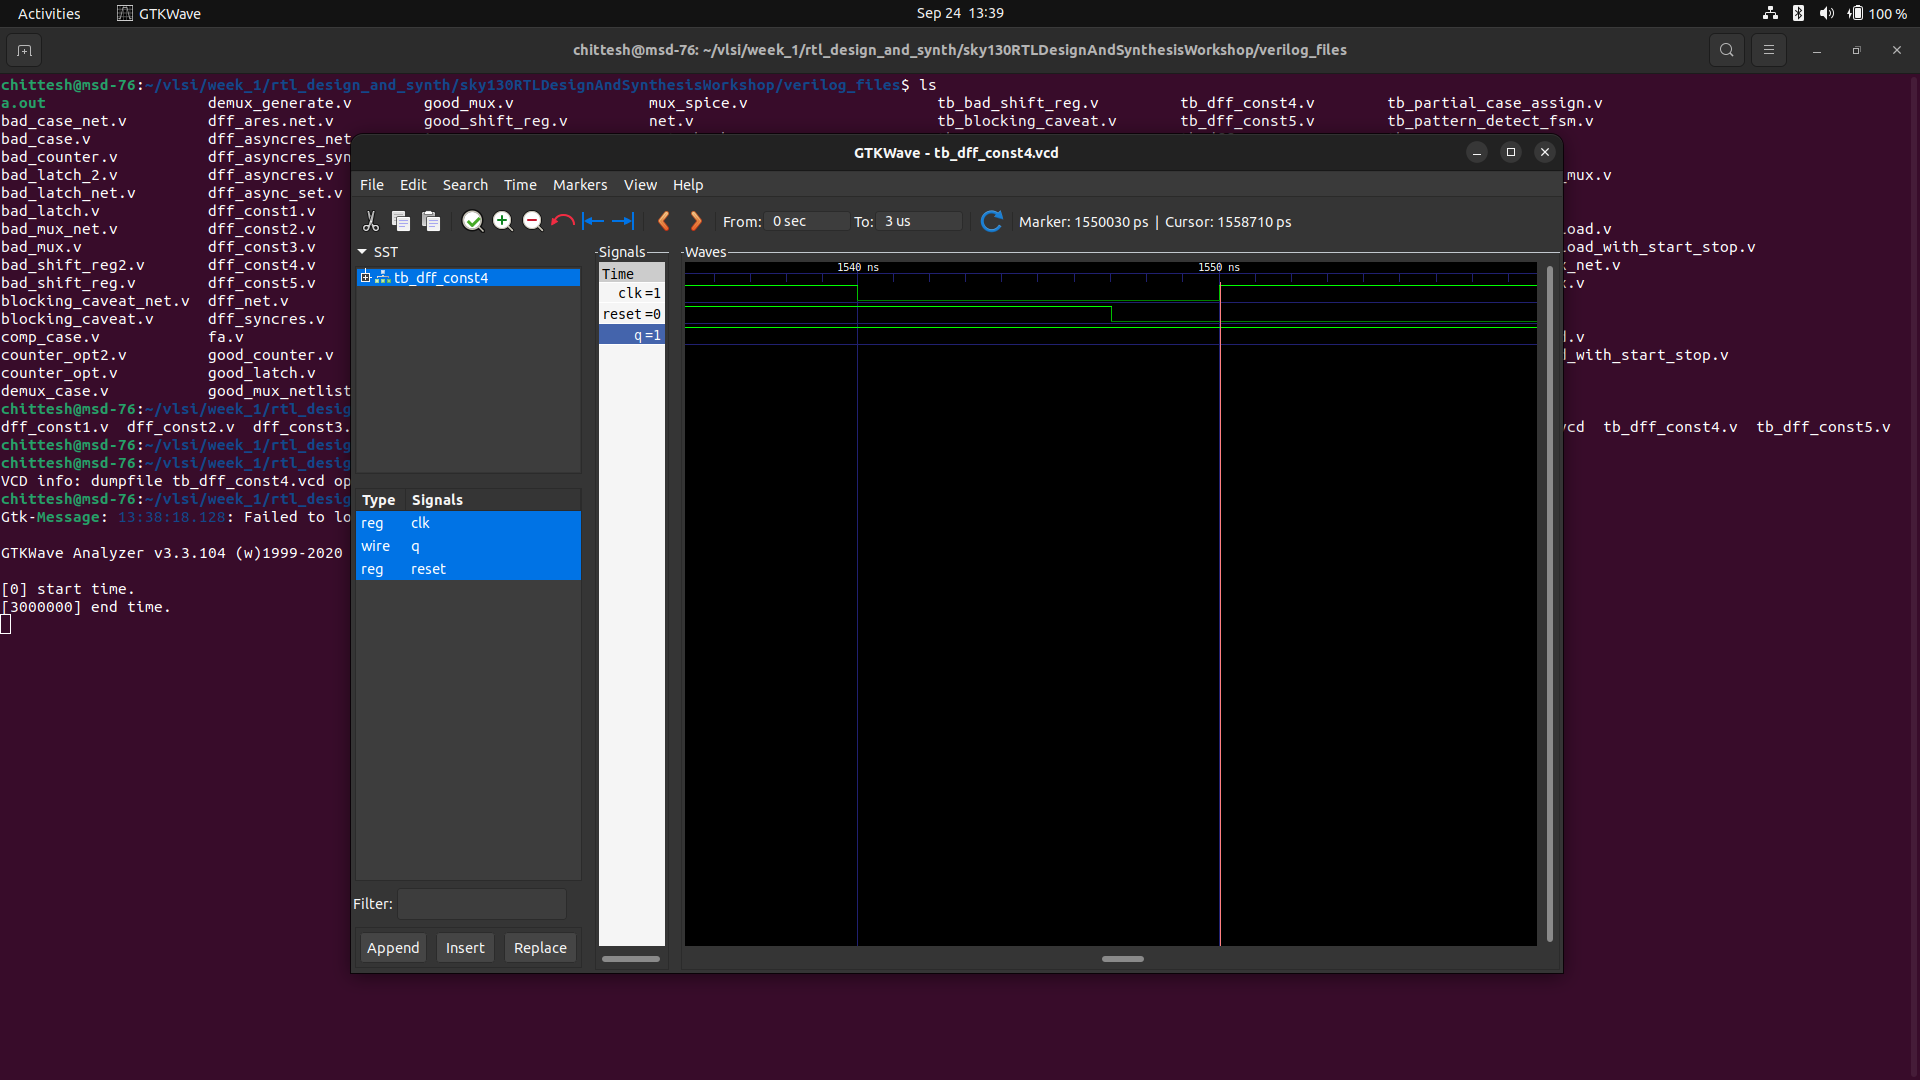 Activities GTKWave Sep 24 13:39 100 %
chittesh@msd-76: ~/vlsi/week_1/rtl_design_and_synth/sky130RTLDesignAndSynthesisWorkshop/verilog_files
chittesh@msd-76:~/vlsi/week_1/rtl_design_and_synth/sky130RTLDesignAndSynthesisWorkshop/verilog_files$ ls
a.out demux_generate.v good_mux.v mux_spice.v tb_bad_shift_reg.v tb_dff_const4.v tb_partial_case_assign.v
bad_case_net.v dff_ares.net.v good_shift_reg.v net.v tb_blocking_caveat.v tb_dff_const5.v tb_pattern_detect_fsm.v
bad_case.v dff_asyncres_net
bad_counter.v dff_asyncres_syn
bad_latch_2.v dff_asyncres.v _mux.v
bad_latch_net.v dff_async_set.v
bad_latch.v dff_const1.v
bad_mux_net.v dff_const2.v oad.v
bad_mux.v dff_const3.v oad_with_start_stop.v
bad_shift_reg2.v dff_const4.v _net.v
bad_shift_reg.v dff_const5.v .v
blocking_caveat_net.v dff_net.v
blocking_caveat.v dff_syncres.v
comp_case.v fa.v d.v
counter_opt2.v good_counter.v d_with_start_stop.v
counter_opt.v good_latch.v
demux_case.v good_mux_netlist
chittesh@msd-76:~/vlsi/week_1/rtl_desig
dff_const1.v dff_const2.v dff_const3. cd tb_dff_const4.v tb_dff_const5.v
chittesh@msd-76:~/vlsi/week_1/rtl_desig
chittesh@msd-76:~/vlsi/week_1/rtl_desig
VCD info: dumpfile tb_dff_const4.vcd op
chittesh@msd-76:~/vlsi/week_1/rtl_desig
Gtk-Message: 13:38:18.128: Failed to lo
GTKWave Analyzer v3.3.104 (w)1999-2020
[0] start time.
[3000000] end time.
GTKWave - tb_dff_const4.vcd
File Edit Search Time Markers View Help
From: 0 sec To: 3 us Marker: 1550030 ps | Cursor: 1558710 ps
SST
tb_dff_const4
Type Signals
reg clk
wire q
reg reset
Filter:
Append Insert Replace
Signals
Time
clk =1
reset =0
q =1
Waves
1540 ns 1550 ns